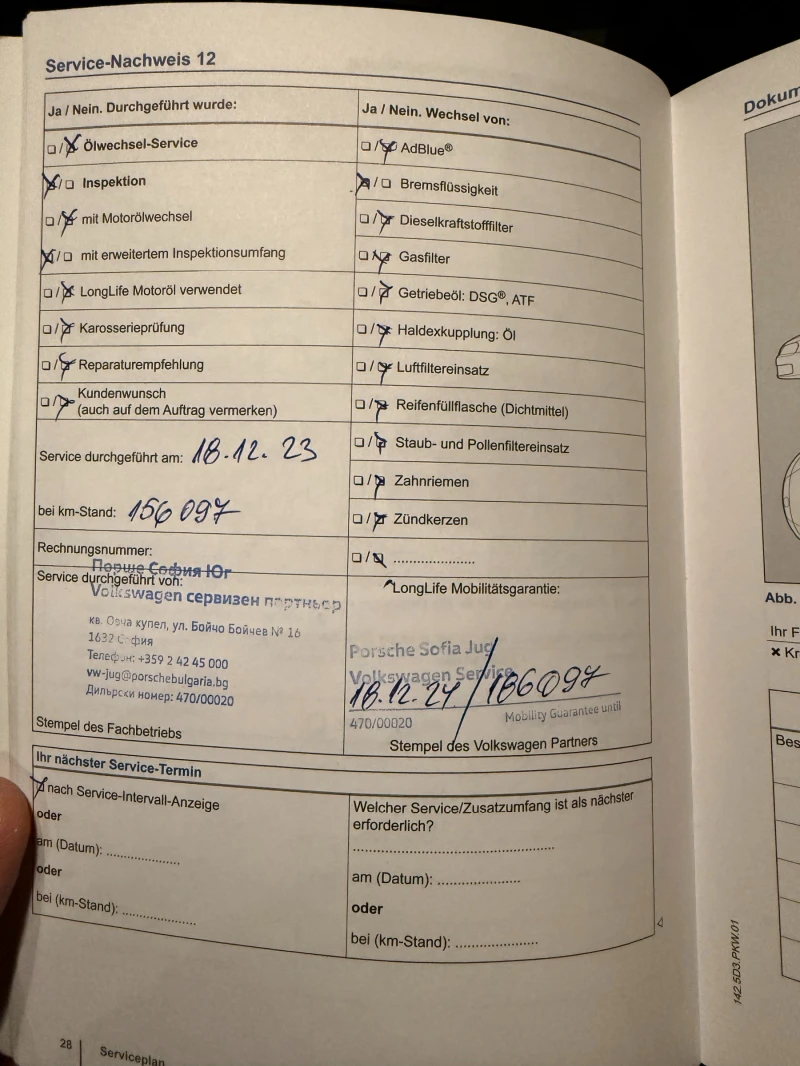 Service-Nachweis 12
Ja / Nein. Durchgeführt wurde:
Ölwechsel-Service
Inspektion
mit Motorölwechsel
mit erweitertem Inspektionsumfang
LongLife Motoröl verwendet
Karosserieprüfung
Reparaturempfehlung
Kundenwunsch
(auch auf dem Auftrag vermerken)
Service durchgeführt am: 18.12.23
bei km-Stand: 156097
Rechnungsnummer:
Service durchgeführt von:
Порше София Юг
Volkswagen сервизен партньор
кв. Овча купел, ул. Бойчо Бойчев № 16
1632 София
Телефон: +359 2 42 45 000
vw-jug@porschebulgaria.bg
Дилърски номер: 470/00020
Stempel des Fachbetriebs
Ja / Nein. Wechsel von:
AdBlue®
Bremsflüssigkeit
Dieselkraftstofffilter
Gasfilter
Getriebeöl: DSG®, ATF
Haldexkupplung: Öl
Luftfiltereinsatz
Reifenfüllflasche (Dichtmittel)
Staub- und Pollenfiltereinsatz
Zahnriemen
Zündkerzen
......................
LongLife Mobilitätsgarantie:
Porsche Sofia Jug
Volkswagen Service
18.12.24/186097
470/00020 Mobility Guarantee until
Stempel des Volkswagen Partners
Ihr nächster Service-Termin
nach Service-Intervall-Anzeige
oder
am (Datum): ....................
oder
bei (km-Stand): ....................
Welcher Service/Zusatzumfang ist als nächster
erforderlich?
......................................................
am (Datum): ......................
oder
bei (km-Stand): ......................
28 Serviceplan
142.5D3.PKW.01
Dokum
Abb.
Ihr F
× Kr
Bes